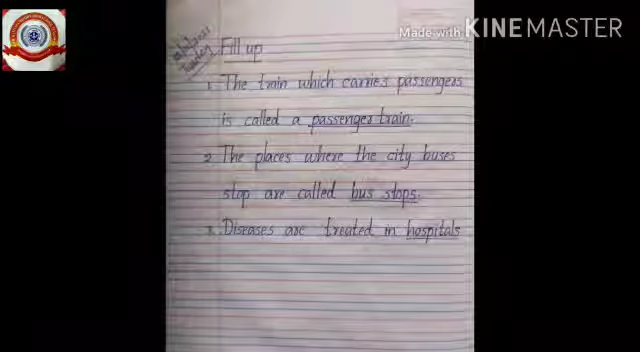 Made with KINEMASTER
Fill up
1. The train which carries passengers
is called a passenger train.
2. The places where the city buses
stop are called bus stops.
3. Diseases are treated in hospitals